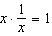 x · 1/x = 1